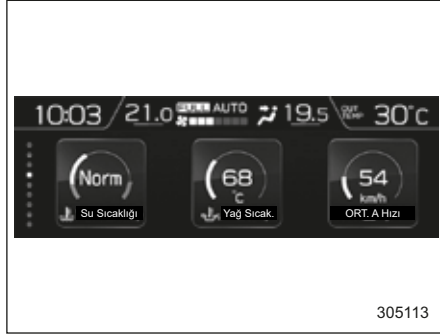 10:03 21.0 FULL AUTO 19.5 OUT TEMP 30°c
Norm 68 °C 54 km/h
Su Sıcaklığı Yağ Sıcak. ORT. A Hızı
305113